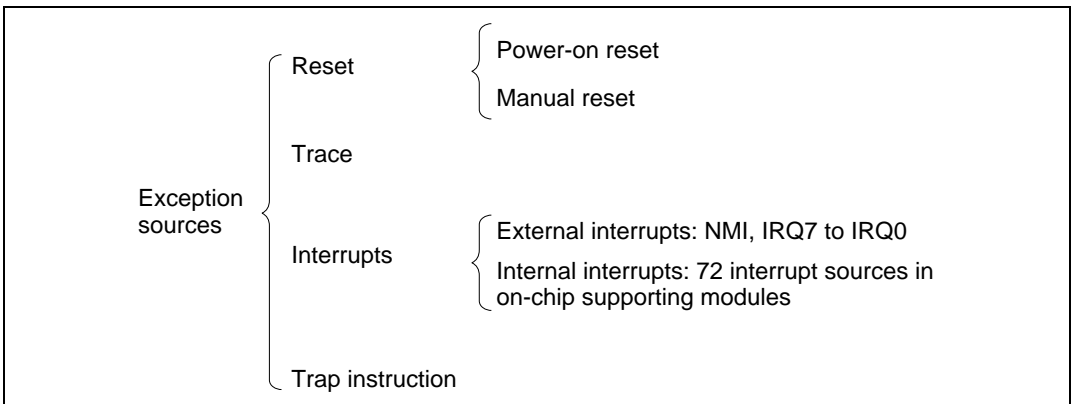 Exception
sources
Reset
Power-on reset
Manual reset
Trace
Interrupts
External interrupts: NMI, IRQ7 to IRQ0
Internal interrupts: 72 interrupt sources in
on-chip supporting modules
Trap instruction